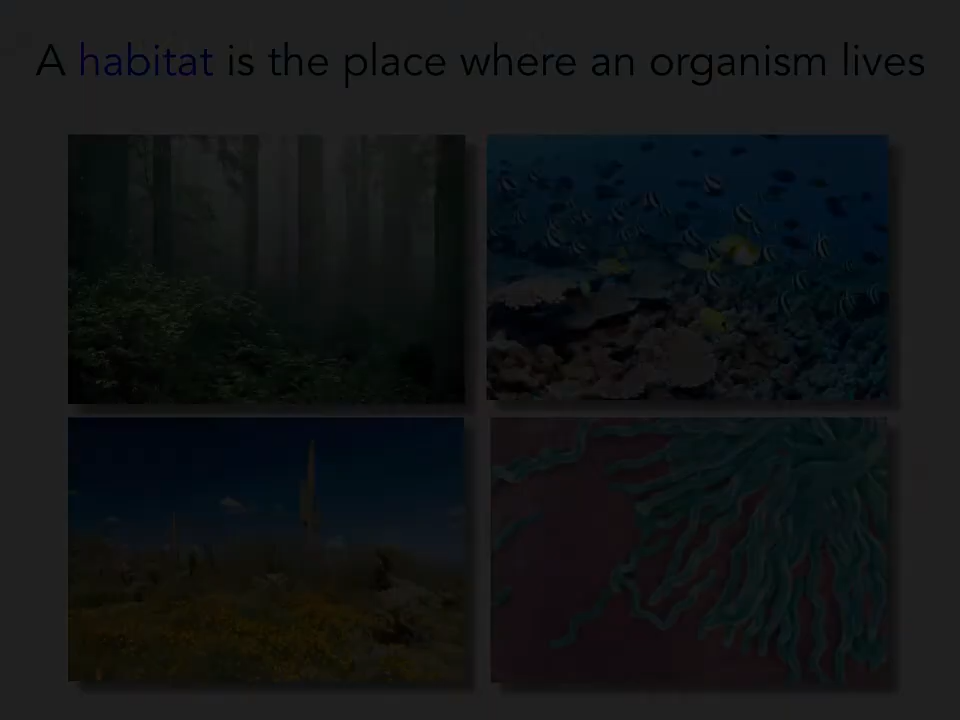 A habitat is the place where an organism lives